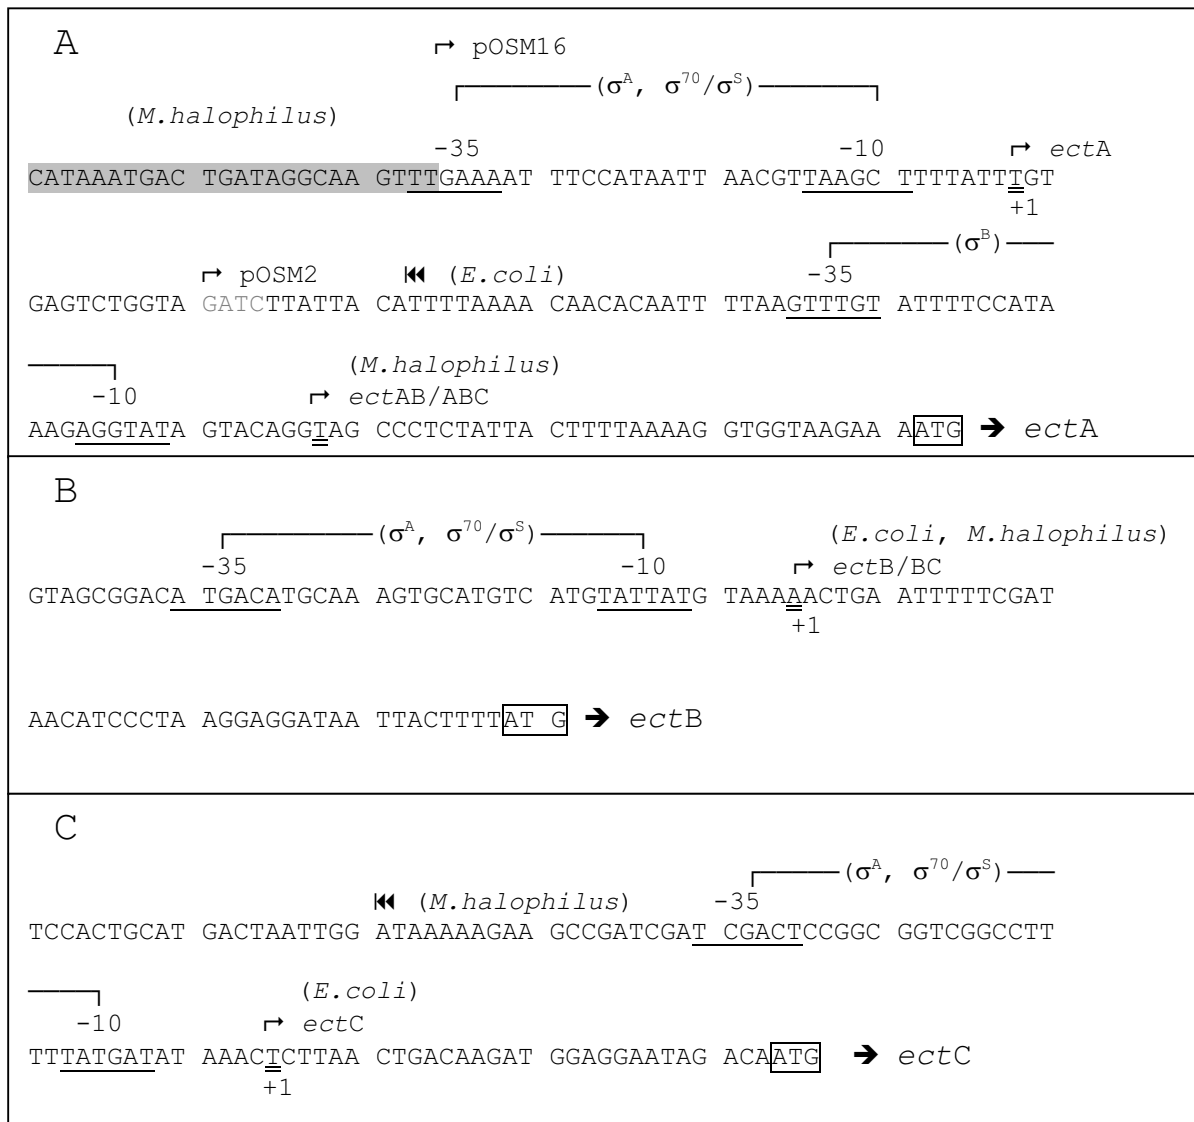 A
pOSM16
(σA, σ70/σS)
(M.halophilus)
-35 -10 ectA
CATAAATGAC TGATAGGCAA GTTTGAAAAT TTCCATAATT AACGTTAAGCT TTTTATTTGT
+1
(σB)
pOSM2 (E.coli) -35
GAGTCTGGTA GATCTTATTA CATTTTAAAA CAACACAATT TTAAGTTTGT ATTTTCCATA
(M.halophilus)
-10 ectAB/ABC
AAGAGGTATA GTACAGGTAG CCCTCTATTA CTTTTAAAAG GTGGTAAGAA AATG ➔ ectA
B
(σA, σ70/σS) (E.coli, M.halophilus)
-35 -10 ectB/BC
GTAGCGGACA TGACATGCAA AGTGCATGTC ATGTATTATG TAAAAACTGA ATTTTTCGAT
+1
AACATCCCTA AGGAGGATAA TTACTTTTAT G ➔ ectB
C
(σA, σ70/σS)
(M.halophilus) -35
TCCACTGCAT GACTAATTGG ATAAAAAGAA GCCGATCGAT CGACTCCGGC GGTCGGCCTT
(E.coli)
-10 ectC
TTTATGATAT AAACTCTTAA CTGACAAGAT GGAGGAATAG ACAATG ➔ ectC
+1